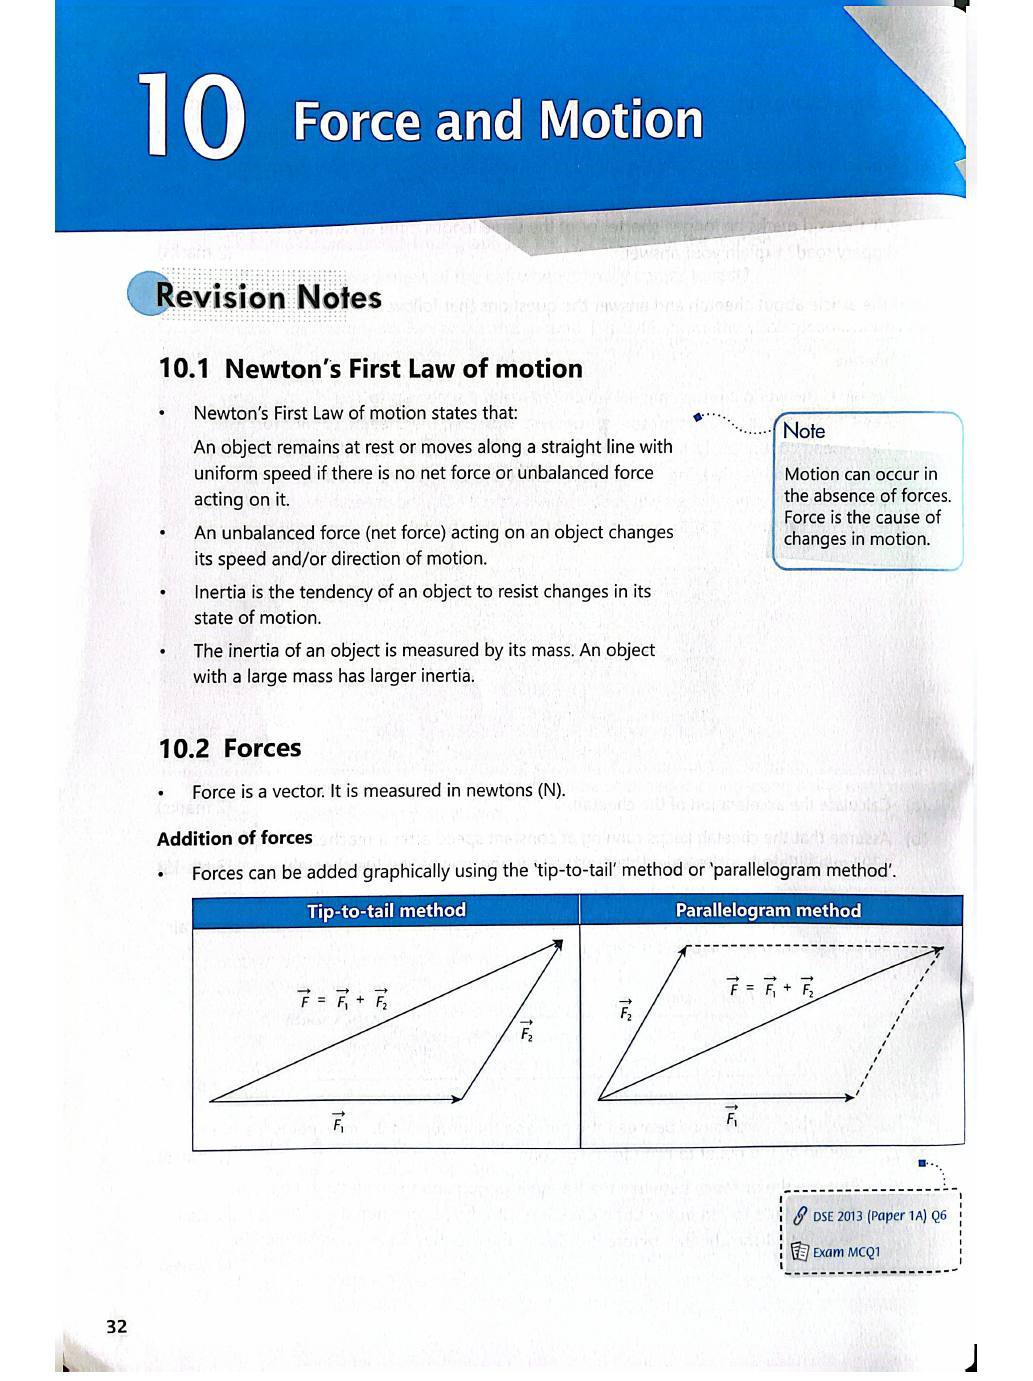 10 Force and Motion
Revision Notes
10.1 Newton's First Law of motion
• Newton's First Law of motion states that:
An object remains at rest or moves along a straight line with
uniform speed if there is no net force or unbalanced force
acting on it.
• An unbalanced force (net force) acting on an object changes
its speed and/or direction of motion.
• Inertia is the tendency of an object to resist changes in its
state of motion.
• The inertia of an object is measured by its mass. An object
with a large mass has larger inertia.
Note
Motion can occur in
the absence of forces.
Force is the cause of
changes in motion.
10.2 Forces
• Force is a vector. It is measured in newtons (N).
Addition of forces
• Forces can be added graphically using the 'tip-to-tail' method or 'parallelogram method'.
Tip-to-tail method
F⃗ = F⃗₁ + F⃗₂
F⃗₂
F⃗₁
Parallelogram method
F⃗ = F⃗₁ + F⃗₂
F⃗₂
F⃗₁
DSE 2013 (Paper 1A) Q6
Exam MCQ1
32